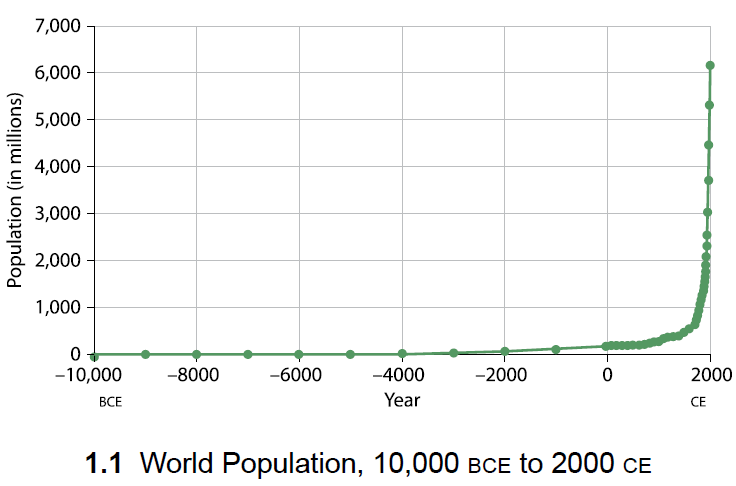 7,000
6,000
5,000
4,000
3,000
2,000
1,000
0
Population (in millions)
–10,000 –8000 –6000 –4000 –2000 0 2000
BCE Year CE
1.1 World Population, 10,000 BCE to 2000 CE